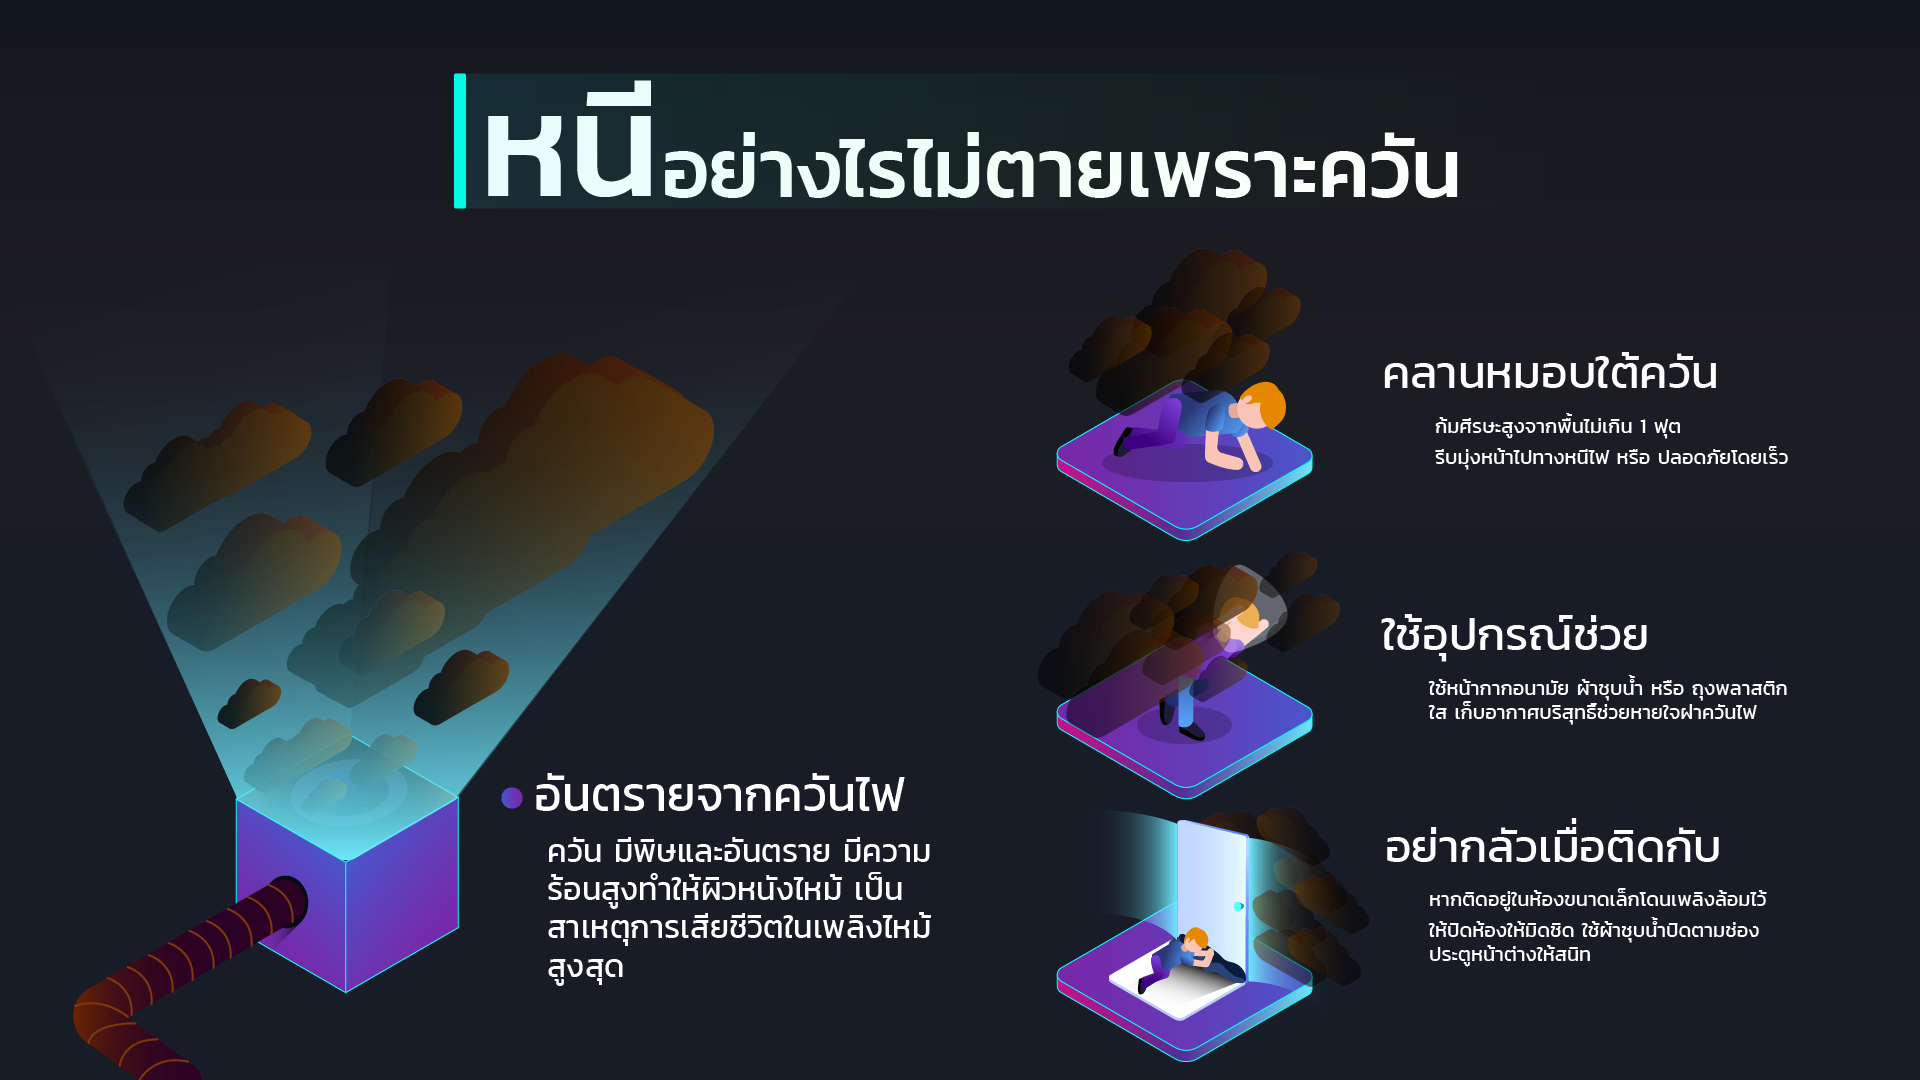 หนีอย่างไรไม่ตายเพราะควัน
คลานหมอบใต้ควัน
ก้มศีรษะสูงจากพื้นไม่เกิน 1 ฟุต
รีบมุ่งหน้าไปทางหนีไฟ หรือ ปลอดภัยโดยเร็ว
ใช้อุปกรณ์ช่วย
ใช้หน้ากากอนามัย ผ้าชุบน้ำ หรือ ถุงพลาสติก
ใส เก็บอากาศบริสุทธิ์ช่วยหายใจฝ่าควันไฟ
อันตรายจากควันไฟ
ควัน มีพิษและอันตราย มีความ
ร้อนสูงทำให้ผิวหนังไหม้ เป็น
สาเหตุการเสียชีวิตในเพลิงไหม้
สูงสุด
อย่ากลัวเมื่อติดกับ
หากติดอยู่ในห้องขนาดเล็กโดนเพลิงล้อมไว้
ให้ปิดห้องให้มิดชิด ใช้ผ้าชุบน้ำปิดตามช่อง
ประตูหน้าต่างให้สนิท